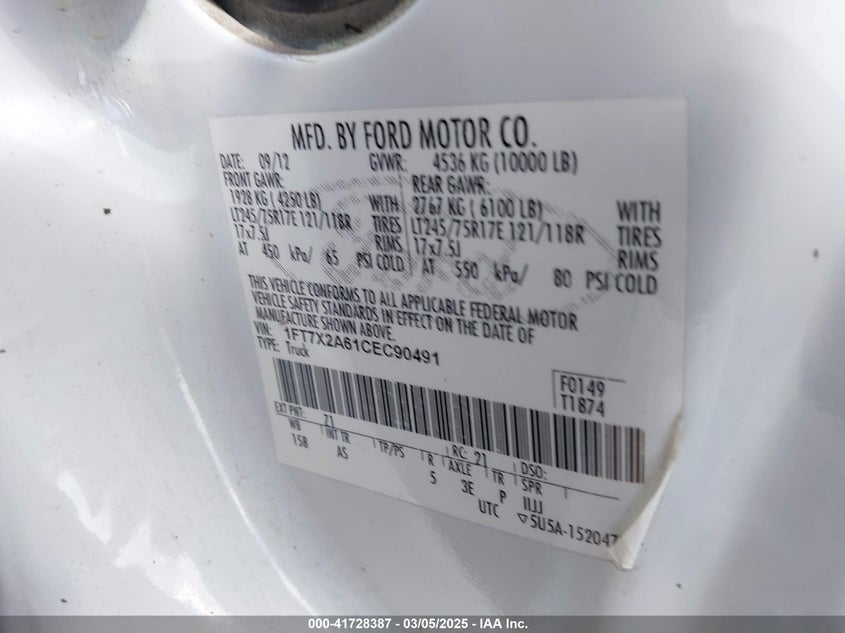 MFD. BY FORD MOTOR CO.
DATE: 09/12 GVWR: 4536 KG (10000 LB)
FRONT GAWR: REAR GAWR:
1928 KG ( 4250 LB) WITH 2767 KG ( 6100 LB) WITH
LT245/75R17E 121/118R TIRES LT245/75R17E 121/118R TIRES
17x7.5J RIMS 17x7.5J RIMS
AT 450 kPa/ 65 PSI COLD AT 550 kPa/ 80 PSI COLD
THIS VEHICLE CONFORMS TO ALL APPLICABLE FEDERAL MOTOR
VEHICLE SAFETY STANDARDS IN EFFECT ON THE DATE OF
MANUFACTURE SHOWN ABOVE.
VIN: 1FT7X2A61CEC90491
TYPE: Truck
F0149
T1874
EXT PNT: Z1 RC: 21 DSO:
WB INT TR TP/PS R AXLE TR SPR
158 AS 5 3E P IIJJ
UTC ▽5U5A-152047
000-41728387 - 03/05/2025 - IAA Inc.